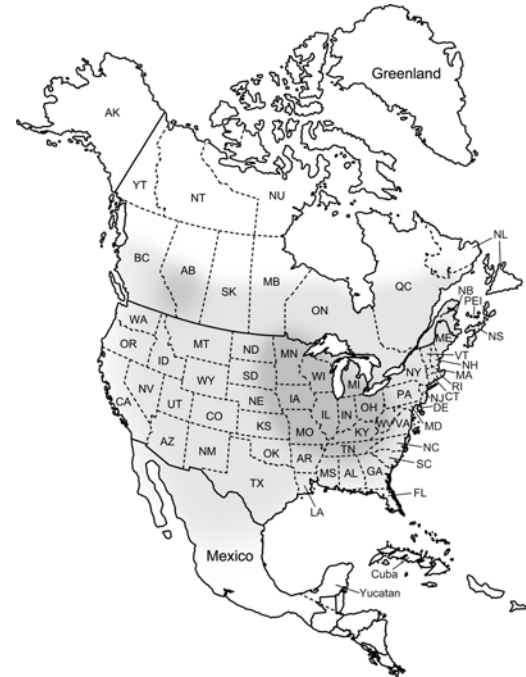 Greenland
AK
YT
NT
NU
NL
BC
AB
SK
MB
ON
QC
NB
PEI
NS
WA
OR
ID
MT
ND
MN
WI
MI
NY
ME
VT
NH
MA
RI
CT
NJ
DE
MD
SD
WY
NV
CA
UT
CO
NE
IA
IL
IN
OH
PA
WV
VA
KS
MO
KY
NC
SC
TN
AZ
NM
OK
AR
TX
LA
MS
AL
GA
FL
Mexico
Cuba
Yucatan